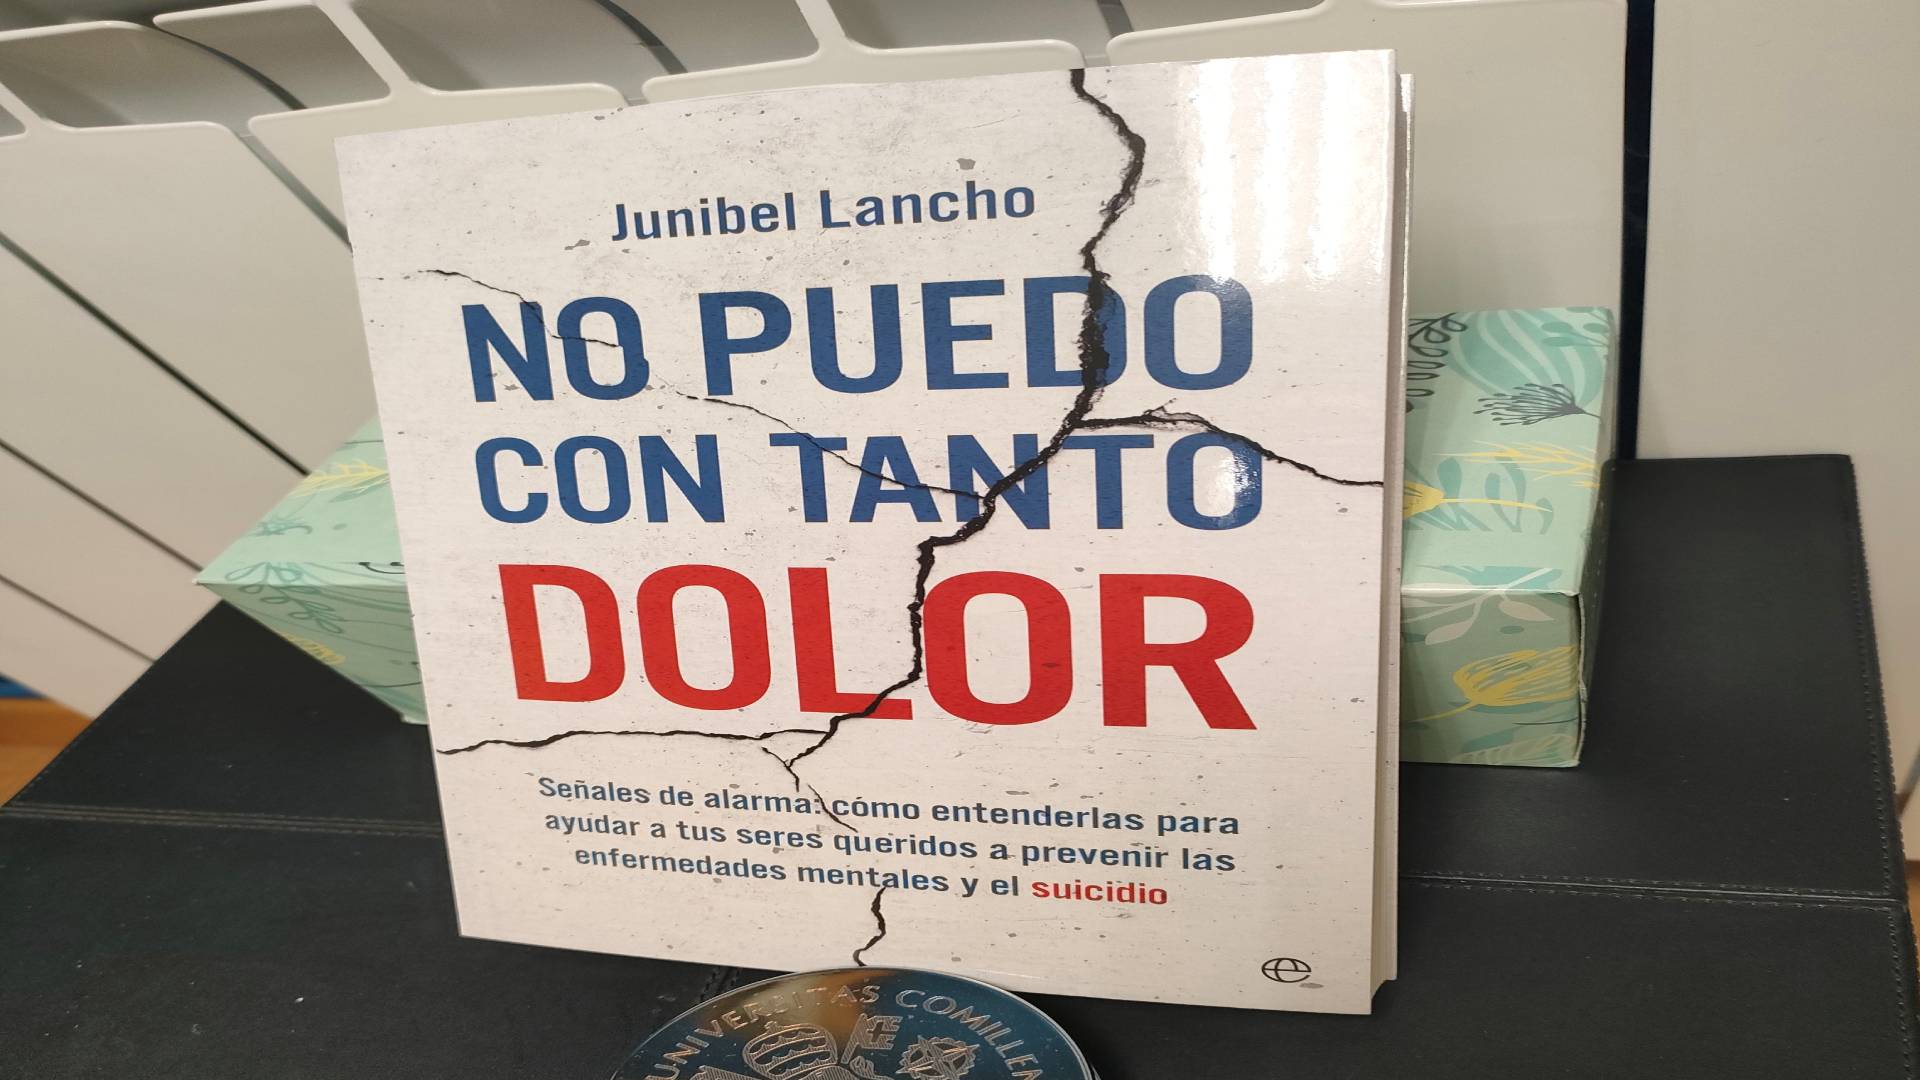 Junibel Lancho
NO PUEDO
CON TANTO
DOLOR
Señales de alarma: cómo entenderlas para
ayudar a tus seres queridos a prevenir las
enfermedades mentales y el suicidio
e
UNIVERSITAS COMILLEN